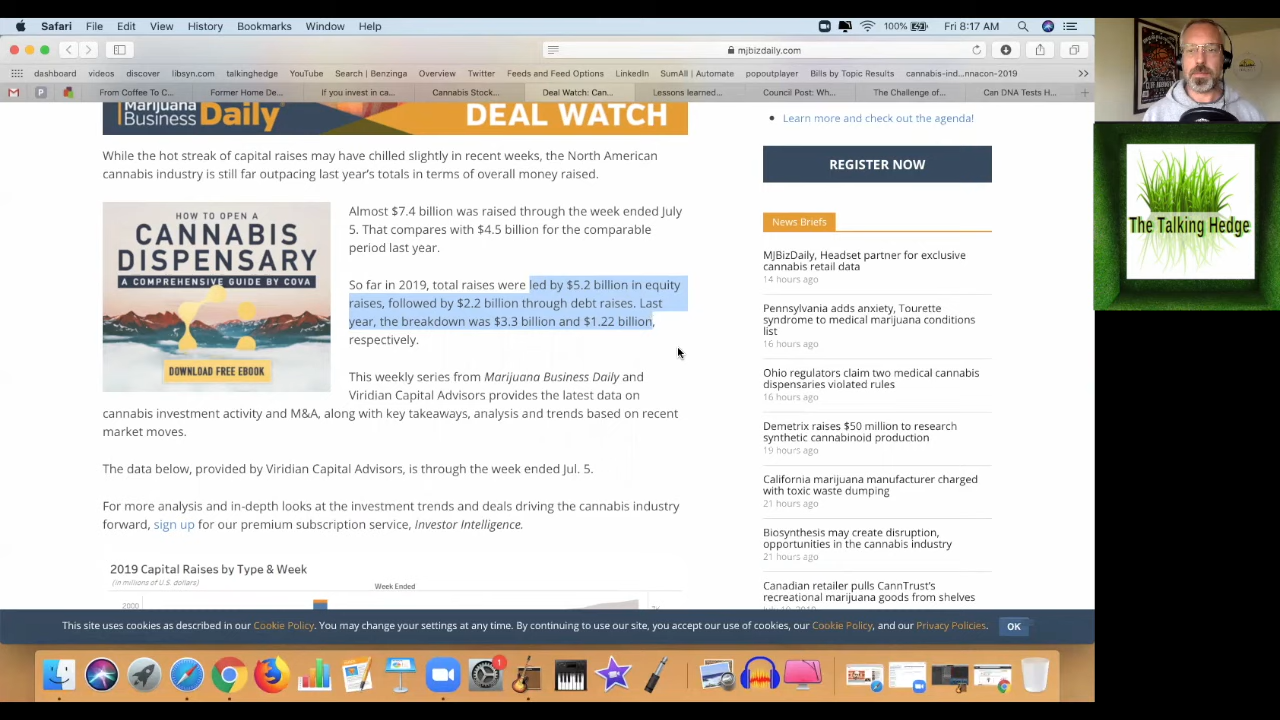 Safari File Edit View History Bookmarks Window Help
100% Fri 8:17 AM
mjbizdaily.com
dashboard videos discover libsyn.com talkinghedge YouTube Search | Benzinga Overview Twitter Feeds and Feed Options LinkedIn SumAll | Automate popoutplayer Bills by Topic Results cannabis-ind...nnacon-2019
From Coffee To C... Former Home De... If you invest in ca... Cannabis Stock... Deal Watch: Can... Lessons learned... Council Post: Wh... The Challenge of... Can DNA Tests H...
Marijuana
Business Daily
DEAL WATCH
While the hot streak of capital raises may have chilled slightly in recent weeks, the North American
cannabis industry is still far outpacing last year's totals in terms of overall money raised.
HOW TO OPEN A
CANNABIS
DISPENSARY
A COMPREHENSIVE GUIDE BY COVA
DOWNLOAD FREE EBOOK
Almost $7.4 billion was raised through the week ended July
5. That compares with $4.5 billion for the comparable
period last year.
So far in 2019, total raises were led by $5.2 billion in equity
raises, followed by $2.2 billion through debt raises. Last
year, the breakdown was $3.3 billion and $1.22 billion,
respectively.
This weekly series from Marijuana Business Daily and
Viridian Capital Advisors provides the latest data on
cannabis investment activity and M&A, along with key takeaways, analysis and trends based on recent
market moves.
The data below, provided by Viridian Capital Advisors, is through the week ended Jul. 5.
For more analysis and in-depth looks at the investment trends and deals driving the cannabis industry
forward, sign up for our premium subscription service, Investor Intelligence.
2019 Capital Raises by Type & Week
(in millions of U.S. dollars)
Week Ended
2000
Learn more and check out the agenda!
REGISTER NOW
News Briefs
MJBizDaily, Headset partner for exclusive
cannabis retail data
14 hours ago
Pennsylvania adds anxiety, Tourette
syndrome to medical marijuana conditions
list
16 hours ago
Ohio regulators claim two medical cannabis
dispensaries violated rules
16 hours ago
Demetrix raises $50 million to research
synthetic cannabinoid production
19 hours ago
California marijuana manufacturer charged
with toxic waste dumping
21 hours ago
Biosynthesis may create disruption,
opportunities in the cannabis industry
21 hours ago
Canadian retailer pulls CannTrust's
recreational marijuana goods from shelves
This site uses cookies as described in our Cookie Policy. You may change your settings at any time. By continuing to use our site, you accept our use of cookies, our Cookie Policy, and our Privacy Policies. OK
1
The Talking Hedge